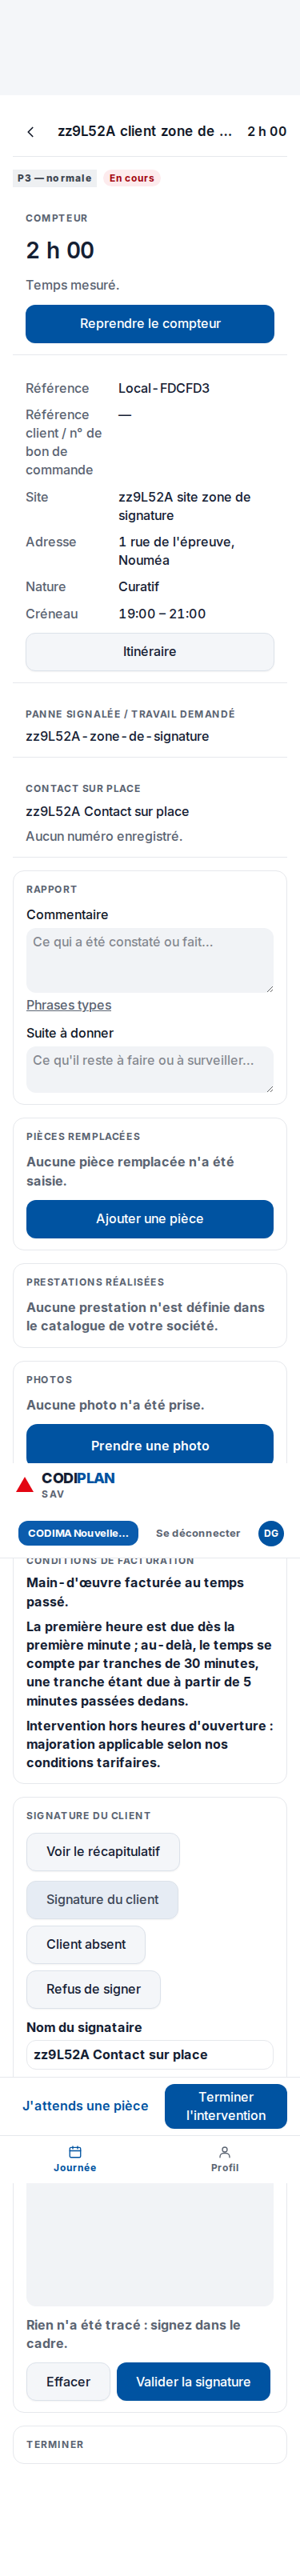 zz9L52A client zone de ... 2 h 00
P3 — normale En cours
COMPTEUR
2 h 00
Temps mesuré.
Reprendre le compteur
Référence Local-FDCFD3
Référence —
client / n° de
bon de
commande
Site zz9L52A site zone de
signature
Adresse 1 rue de l'épreuve,
Nouméa
Nature Curatif
Créneau 19:00 – 21:00
Itinéraire
PANNE SIGNALÉE / TRAVAIL DEMANDÉ
zz9L52A-zone-de-signature
CONTACT SUR PLACE
zz9L52A Contact sur place
Aucun numéro enregistré.
RAPPORT
Commentaire
Ce qui a été constaté ou fait...
Phrases types
Suite à donner
Ce qu'il reste à faire ou à surveiller...
PIÈCES REMPLACÉES
Aucune pièce remplacée n'a été
saisie.
Ajouter une pièce
PRESTATIONS RÉALISÉES
Aucune prestation n'est définie dans
le catalogue de votre société.
PHOTOS
Aucune photo n'a été prise.
Prendre une photo
CODIPLAN
SAV
CODIMA Nouvelle... Se déconnecter DG
CONDITIONS DE FACTURATION
Main-d'œuvre facturée au temps
passé.
La première heure est due dès la
première minute ; au-delà, le temps se
compte par tranches de 30 minutes,
une tranche étant due à partir de 5
minutes passées dedans.
Intervention hors heures d'ouverture :
majoration applicable selon nos
conditions tarifaires.
SIGNATURE DU CLIENT
Voir le récapitulatif
Signature du client
Client absent
Refus de signer
Nom du signataire
zz9L52A Contact sur place
J'attends une pièce Terminer
l'intervention
Journée Profil
Rien n'a été tracé : signez dans le
cadre.
Effacer Valider la signature
TERMINER